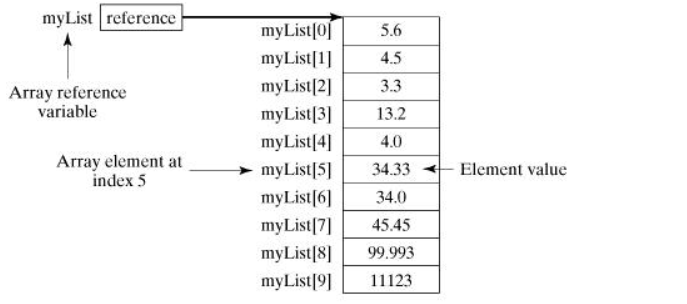 myList reference
myList[0] 5.6
myList[1] 4.5
myList[2] 3.3
Array reference
variable
myList[3] 13.2
myList[4] 4.0
Array element at
index 5
myList[5] 34.33 Element value
myList[6] 34.0
myList[7] 45.45
myList[8] 99.993
myList[9] 11123